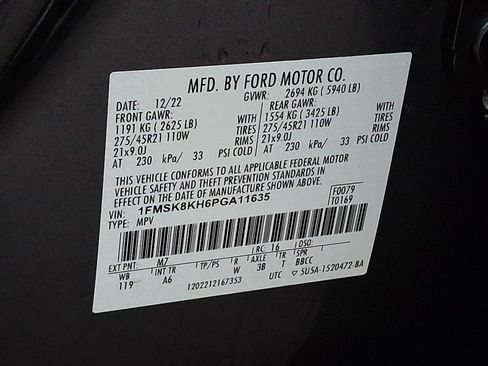 MFD. BY FORD MOTOR CO.
DATE: 12/22 GVWR: 2694 KG ( 5940 LB)
FRONT GAWR: REAR GAWR:
1191 KG ( 2625 LB) WITH 1554 KG ( 3425 LB) WITH
275/45R21 110W TIRES 275/45R21 110W TIRES
21x9.0J RIMS 21x9.0J RIMS
AT 230 kPa/ 33 PSI COLD AT 230 kPa/ 33 PSI COLD
THIS VEHICLE CONFORMS TO ALL APPLICABLE FEDERAL MOTOR
VEHICLE SAFETY AND THEFT PREVENTION STANDARDS IN
EFFECT ON THE DATE OF MANUFACTURE SHOWN ABOVE.
VIN: 1FMSK8KH6PGA11635 F0079
TYPE: MPV T0169
EXT PNT: M7 RC: 16 DSO:
WB INT TR TP/PS R AXLE TR SPR
119 A6 W 3B T BBCC
1202212167353 UTC 5U5A-1520472-BA